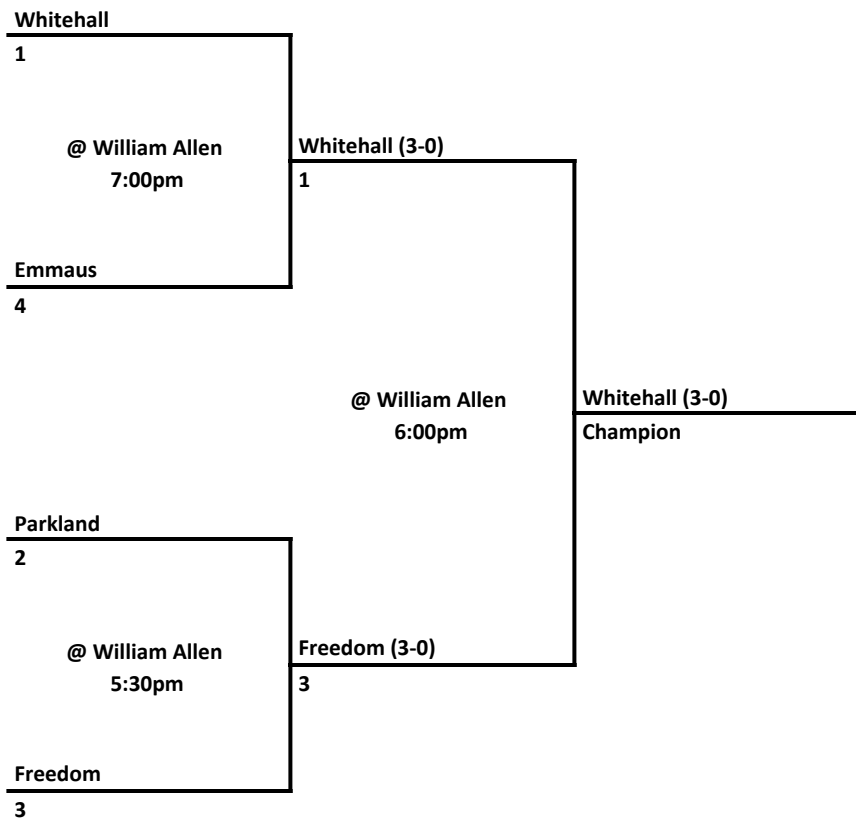 Whitehall
1
@ William Allen
7:00pm
Whitehall (3-0)
1
Emmaus
4
@ William Allen
6:00pm
Whitehall (3-0)
Champion
Parkland
2
@ William Allen
5:30pm
Freedom (3-0)
3
Freedom
3